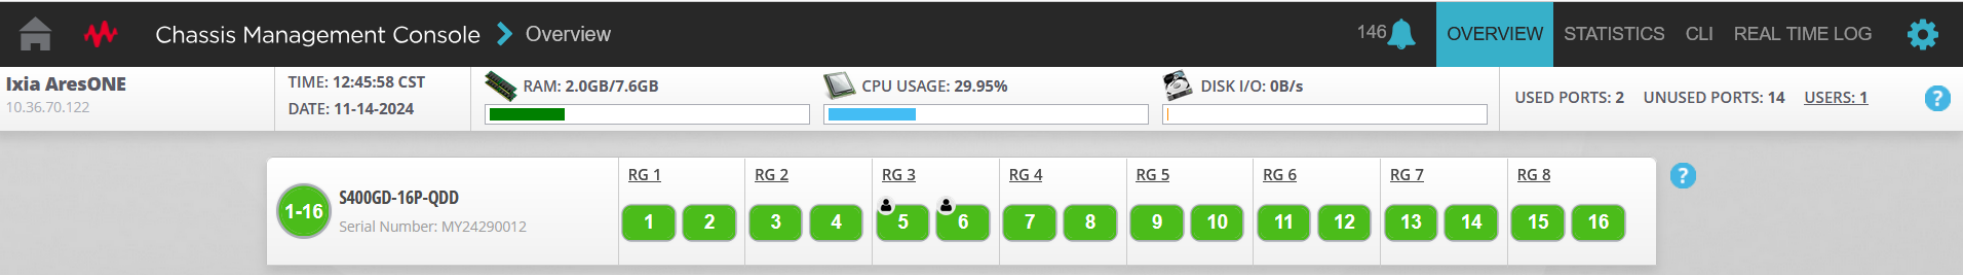 Chassis Management Console Overview 146 OVERVIEW STATISTICS CLI REAL TIME LOG
Ixia AresONE
10.36.70.122
TIME: 12:45:58 CST
DATE: 11-14-2024
RAM: 2.0GB/7.6GB
CPU USAGE: 29.95%
DISK I/O: 0B/s
USED PORTS: 2 UNUSED PORTS: 14 USERS: 1 ?
1-16
S400GD-16P-QDD
Serial Number: MY24290012
RG 1 RG 2 RG 3 RG 4 RG 5 RG 6 RG 7 RG 8 ?
1 2 3 4 5 6 7 8 9 10 11 12 13 14 15 16